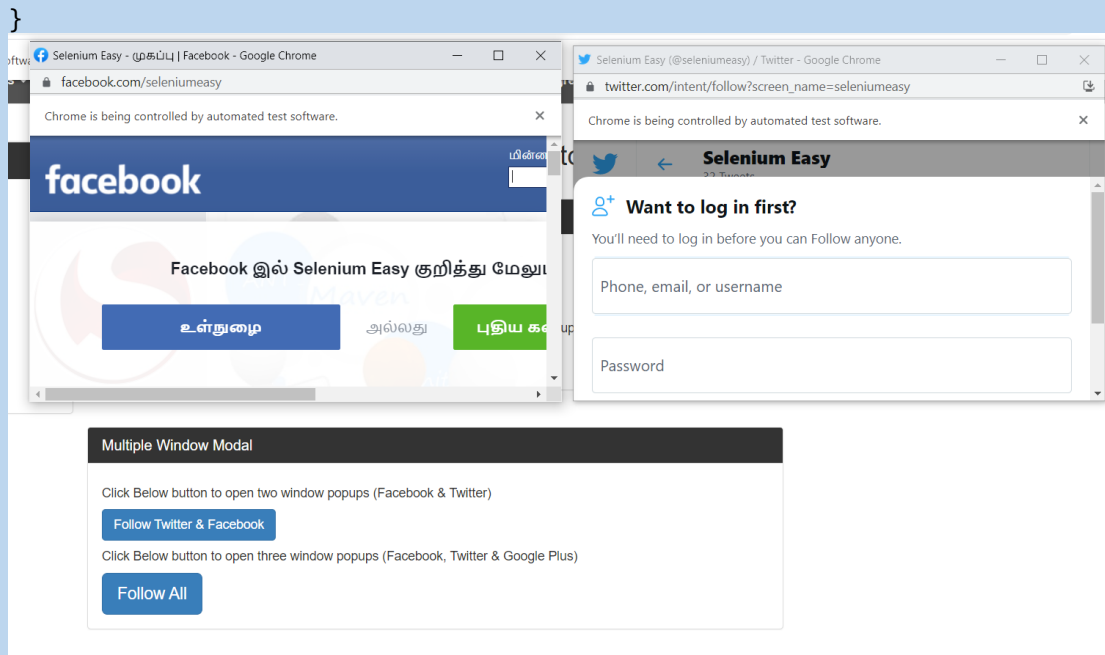 }
Selenium Easy - முகப்பு | Facebook - Google Chrome
facebook.com/seleniumeasy
Chrome is being controlled by automated test software.
facebook
Facebook இல் Selenium Easy குறித்து
உள்நுழை
அல்லது
புதிய
Selenium Easy (@seleniumeasy) / Twitter - Google Chrome
twitter.com/intent/follow?screen_name=seleniumeasy
Chrome is being controlled by automated test software.
Selenium Easy
Want to log in first?
You'll need to log in before you can Follow anyone.
Phone, email, or username
Password
Multiple Window Modal
Click Below button to open two window popups (Facebook & Twitter)
Follow Twitter & Facebook
Click Below button to open three window popups (Facebook, Twitter & Google Plus)
Follow All